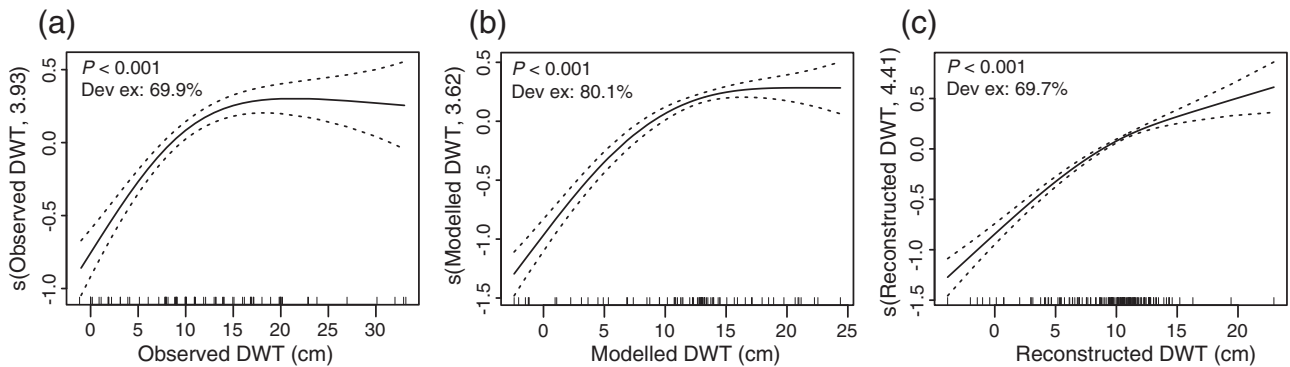 (a)
P < 0.001
Dev ex: 69.9%
s(Observed DWT, 3.93)
0.5
0.0
-0.5
-1.0
0 5 10 15 20 25 30
Observed DWT (cm)
(b)
P < 0.001
Dev ex: 80.1%
s(Modelled DWT, 3.62)
0.5
0.0
-0.5
-1.0
-1.5
0 5 10 15 20 25
Modelled DWT (cm)
(c)
P < 0.001
Dev ex: 69.7%
s(Reconstructed DWT, 4.41)
0.5
0.0
-0.5
-1.0
-1.5
0 5 10 15 20
Reconstructed DWT (cm)